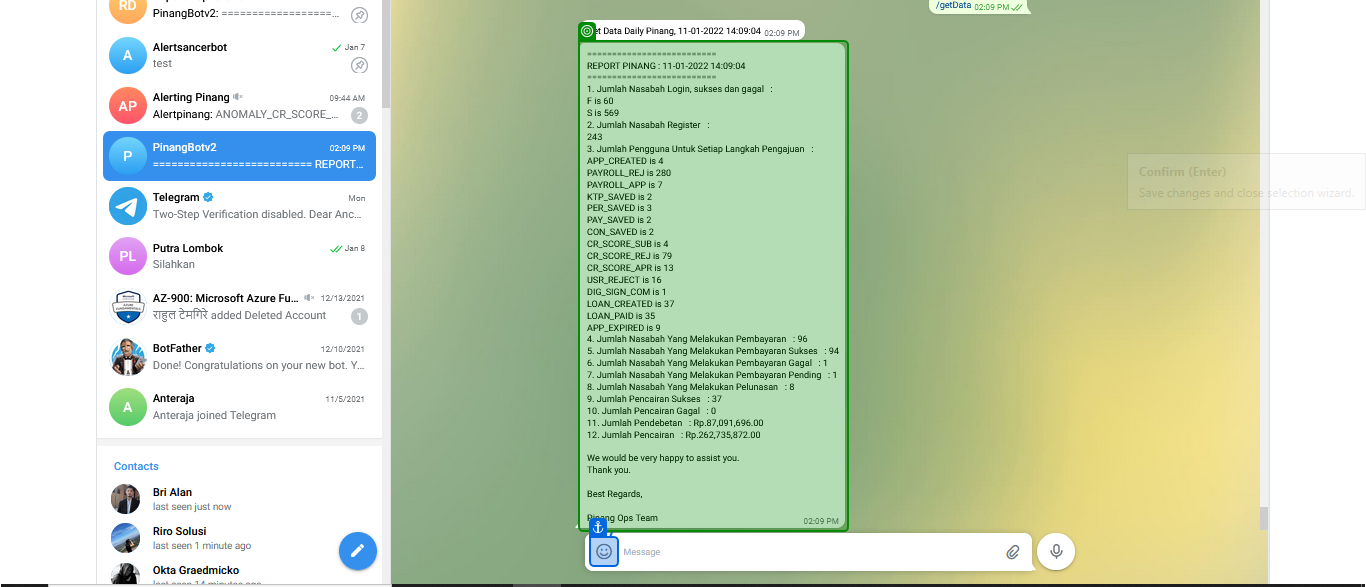 RD
PinangBotv2: ==================...
A
Alertsancerbot
Jan 7
test
AP
Alerting Pinang
09:44 AM
Alertpinang: ANOMALY_CR_SCORE_...
2
P
PinangBotv2
02:09 PM
========================== REPORT...
Telegram
Mon
Two-Step Verification disabled. Dear Anc...
PL
Putra Lombok
Jan 8
Silahkan
AZ-900: Microsoft Azure Fu...
12/13/2021
राहुल टेमगिरे added Deleted Account
1
BotFather
12/10/2021
Done! Congratulations on your new bot. Y...
A
Anteraja
11/5/2021
Anteraja joined Telegram
Contacts
Bri Alan
last seen just now
Riro Solusi
last seen 1 minute ago
Okta Graedmicko
last seen 14 minutes ago
/getData 02:09 PM
et Data Daily Pinang, 11-01-2022 14:09:04 02:09 PM
==========================
REPORT PINANG : 11-01-2022 14:09:04
==========================
1. Jumlah Nasabah Login, sukses dan gagal :
F is 60
S is 569
2. Jumlah Nasabah Register :
243
3. Jumlah Pengguna Untuk Setiap Langkah Pengajuan :
APP_CREATED is 4
PAYROLL_REJ is 280
PAYROLL_APP is 7
KTP_SAVED is 2
PER_SAVED is 3
PAY_SAVED is 2
CON_SAVED is 2
CR_SCORE_SUB is 4
CR_SCORE_REJ is 79
CR_SCORE_APR is 13
USR_REJECT is 16
DIG_SIGN_COM is 1
LOAN_CREATED is 37
LOAN_PAID is 35
APP_EXPIRED is 9
4. Jumlah Nasabah Yang Melakukan Pembayaran : 96
5. Jumlah Nasabah Yang Melakukan Pembayaran Sukses : 94
6. Jumlah Nasabah Yang Melakukan Pembayaran Gagal : 1
7. Jumlah Nasabah Yang Melakukan Pembayaran Pending : 1
8. Jumlah Nasabah Yang Melakukan Pelunasan : 8
9. Jumlah Pencairan Sukses : 37
10. Jumlah Pencairan Gagal : 0
11. Jumlah Pendebetan : Rp.87,091,696.00
12. Jumlah Pencairan : Rp.262,735,872.00
We would be very happy to assist you.
Thank you.
Best Regards,
Pinang Ops Team
02:09 PM
Message
Confirm (Enter)
Save changes and close selection wizard.